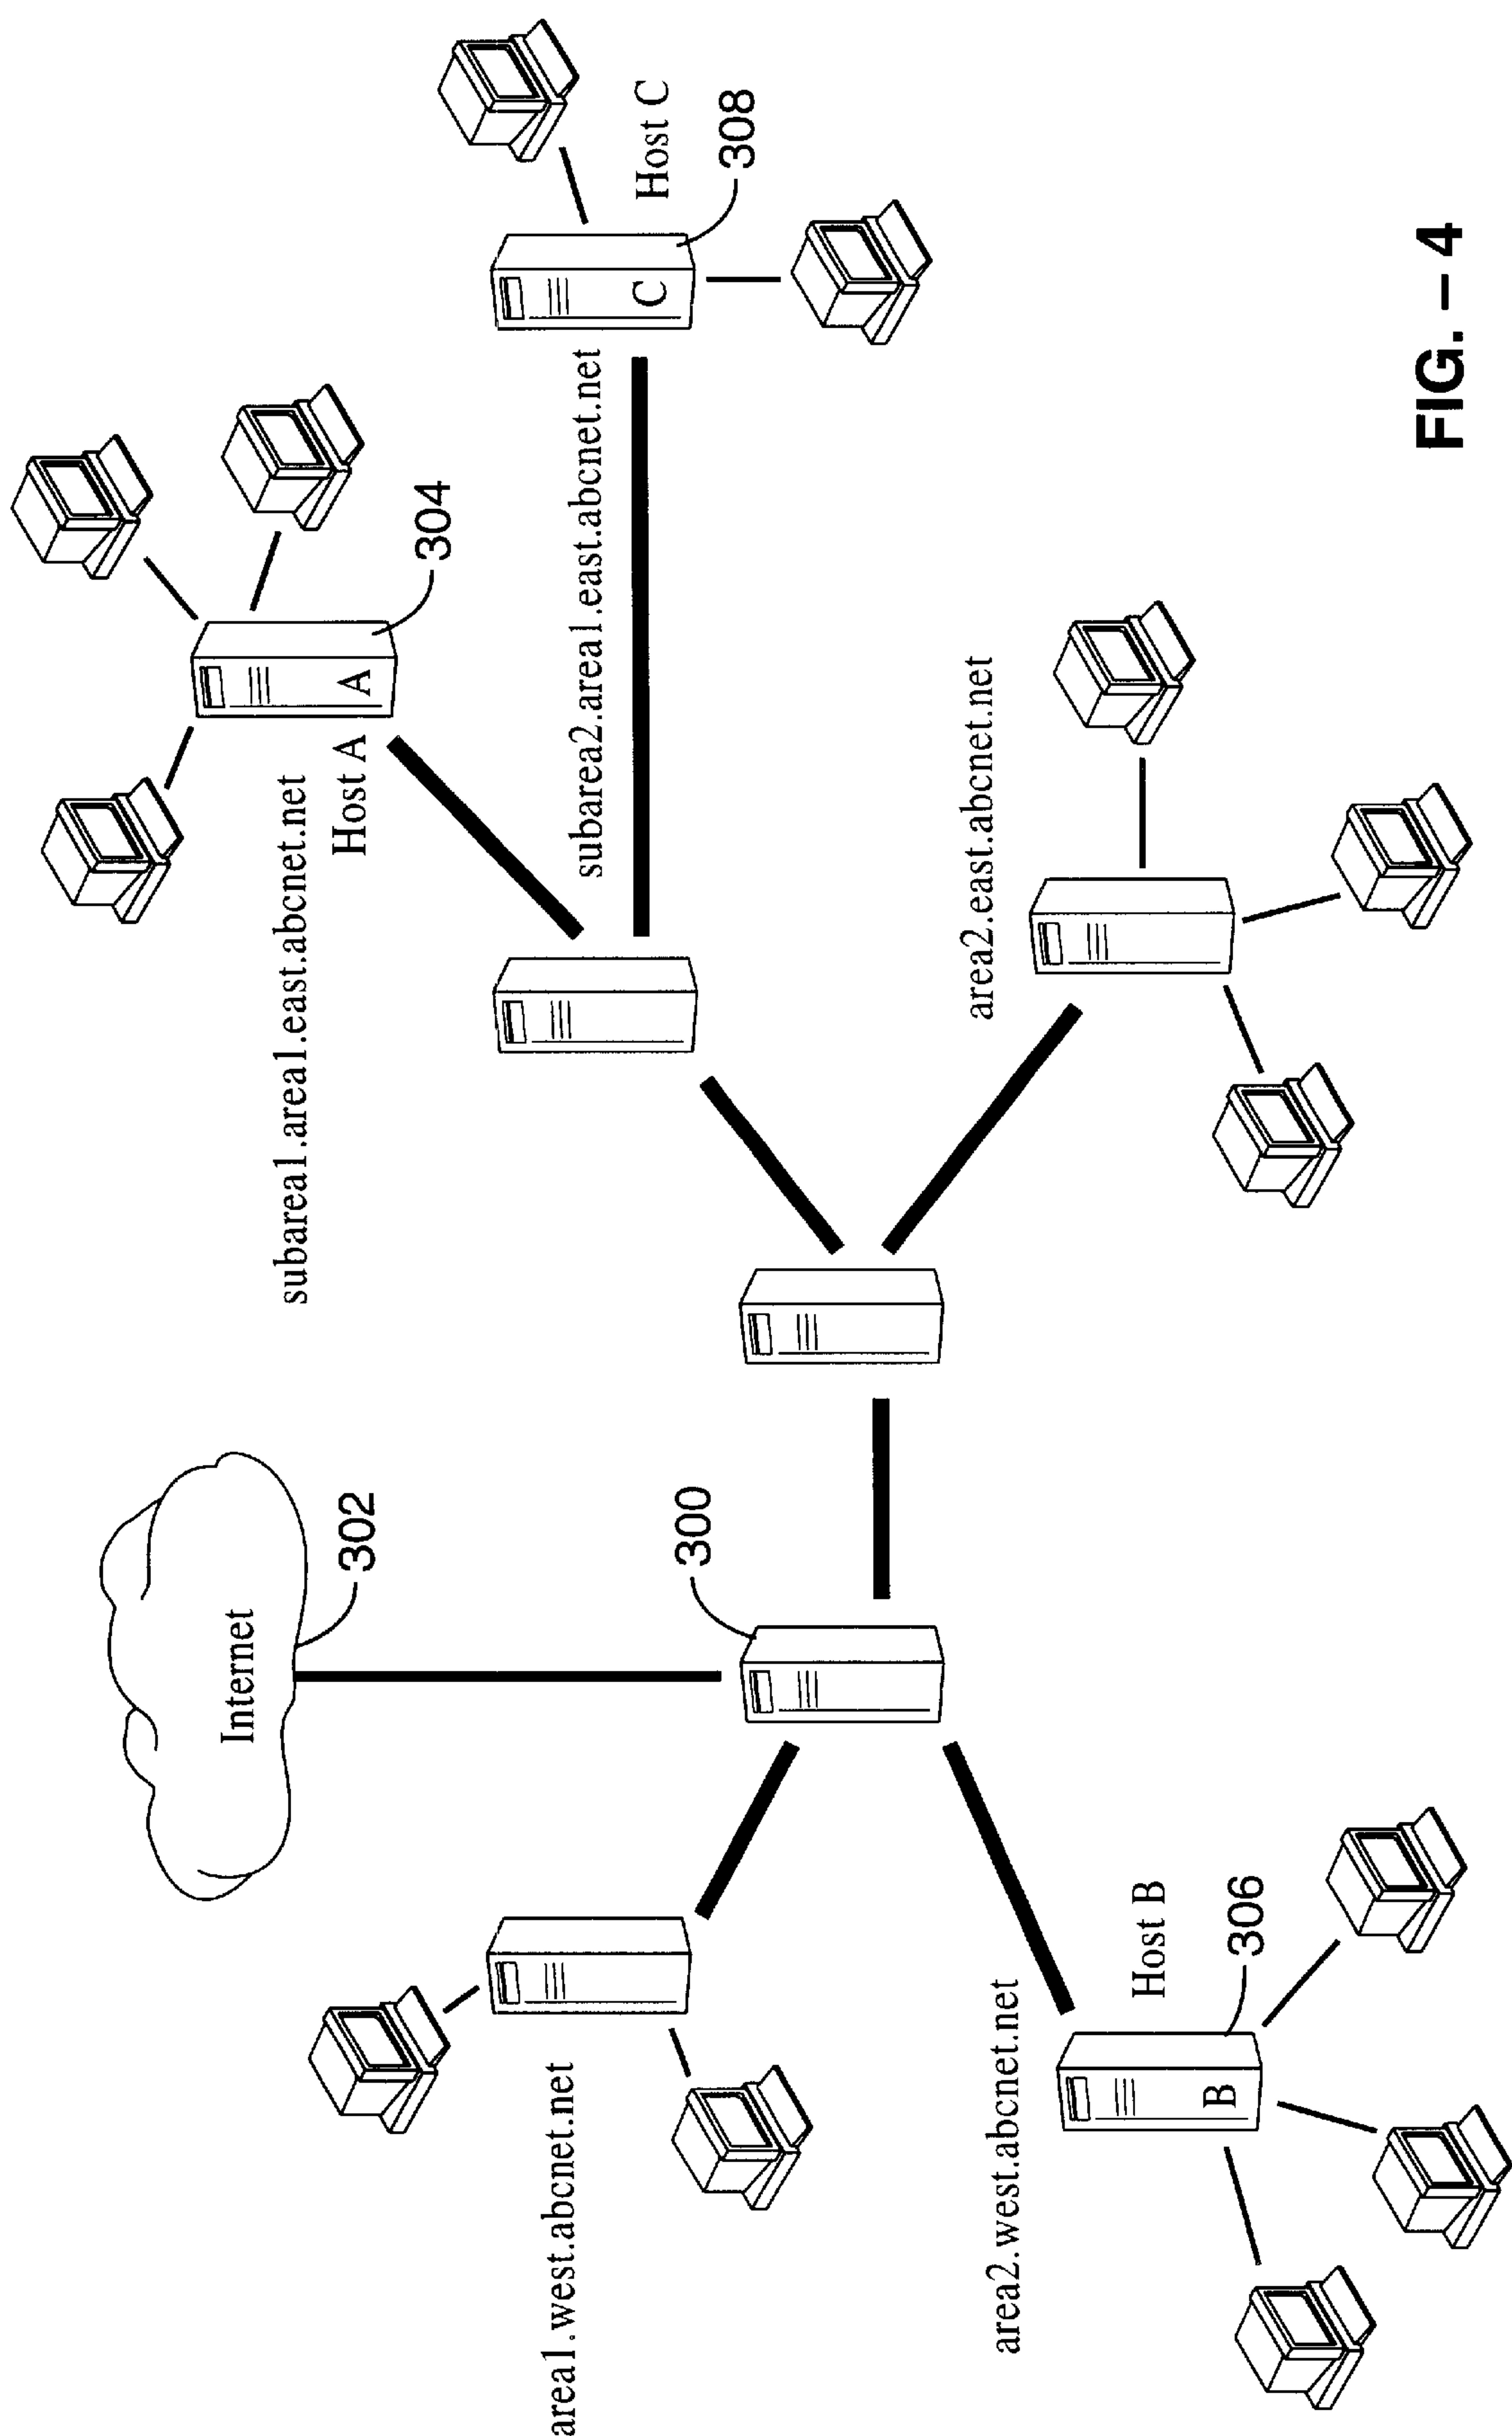 Internet
302
300
area1.west.abcnet.net
area2.west.abcnet.net
Host B
306
B
subarea1.area1.east.abcnet.net
Host A
304
A
subarea2.area1.east.abcnet.net
Host C
308
C
area2.east.abcnet.net
FIG. – 4